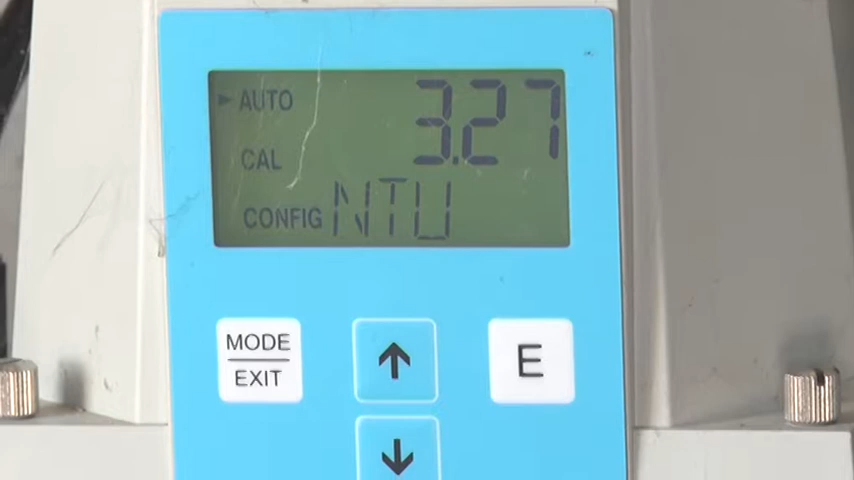 AUTO 3.27
CAL
CONFIG NTU
MODE
EXIT
E